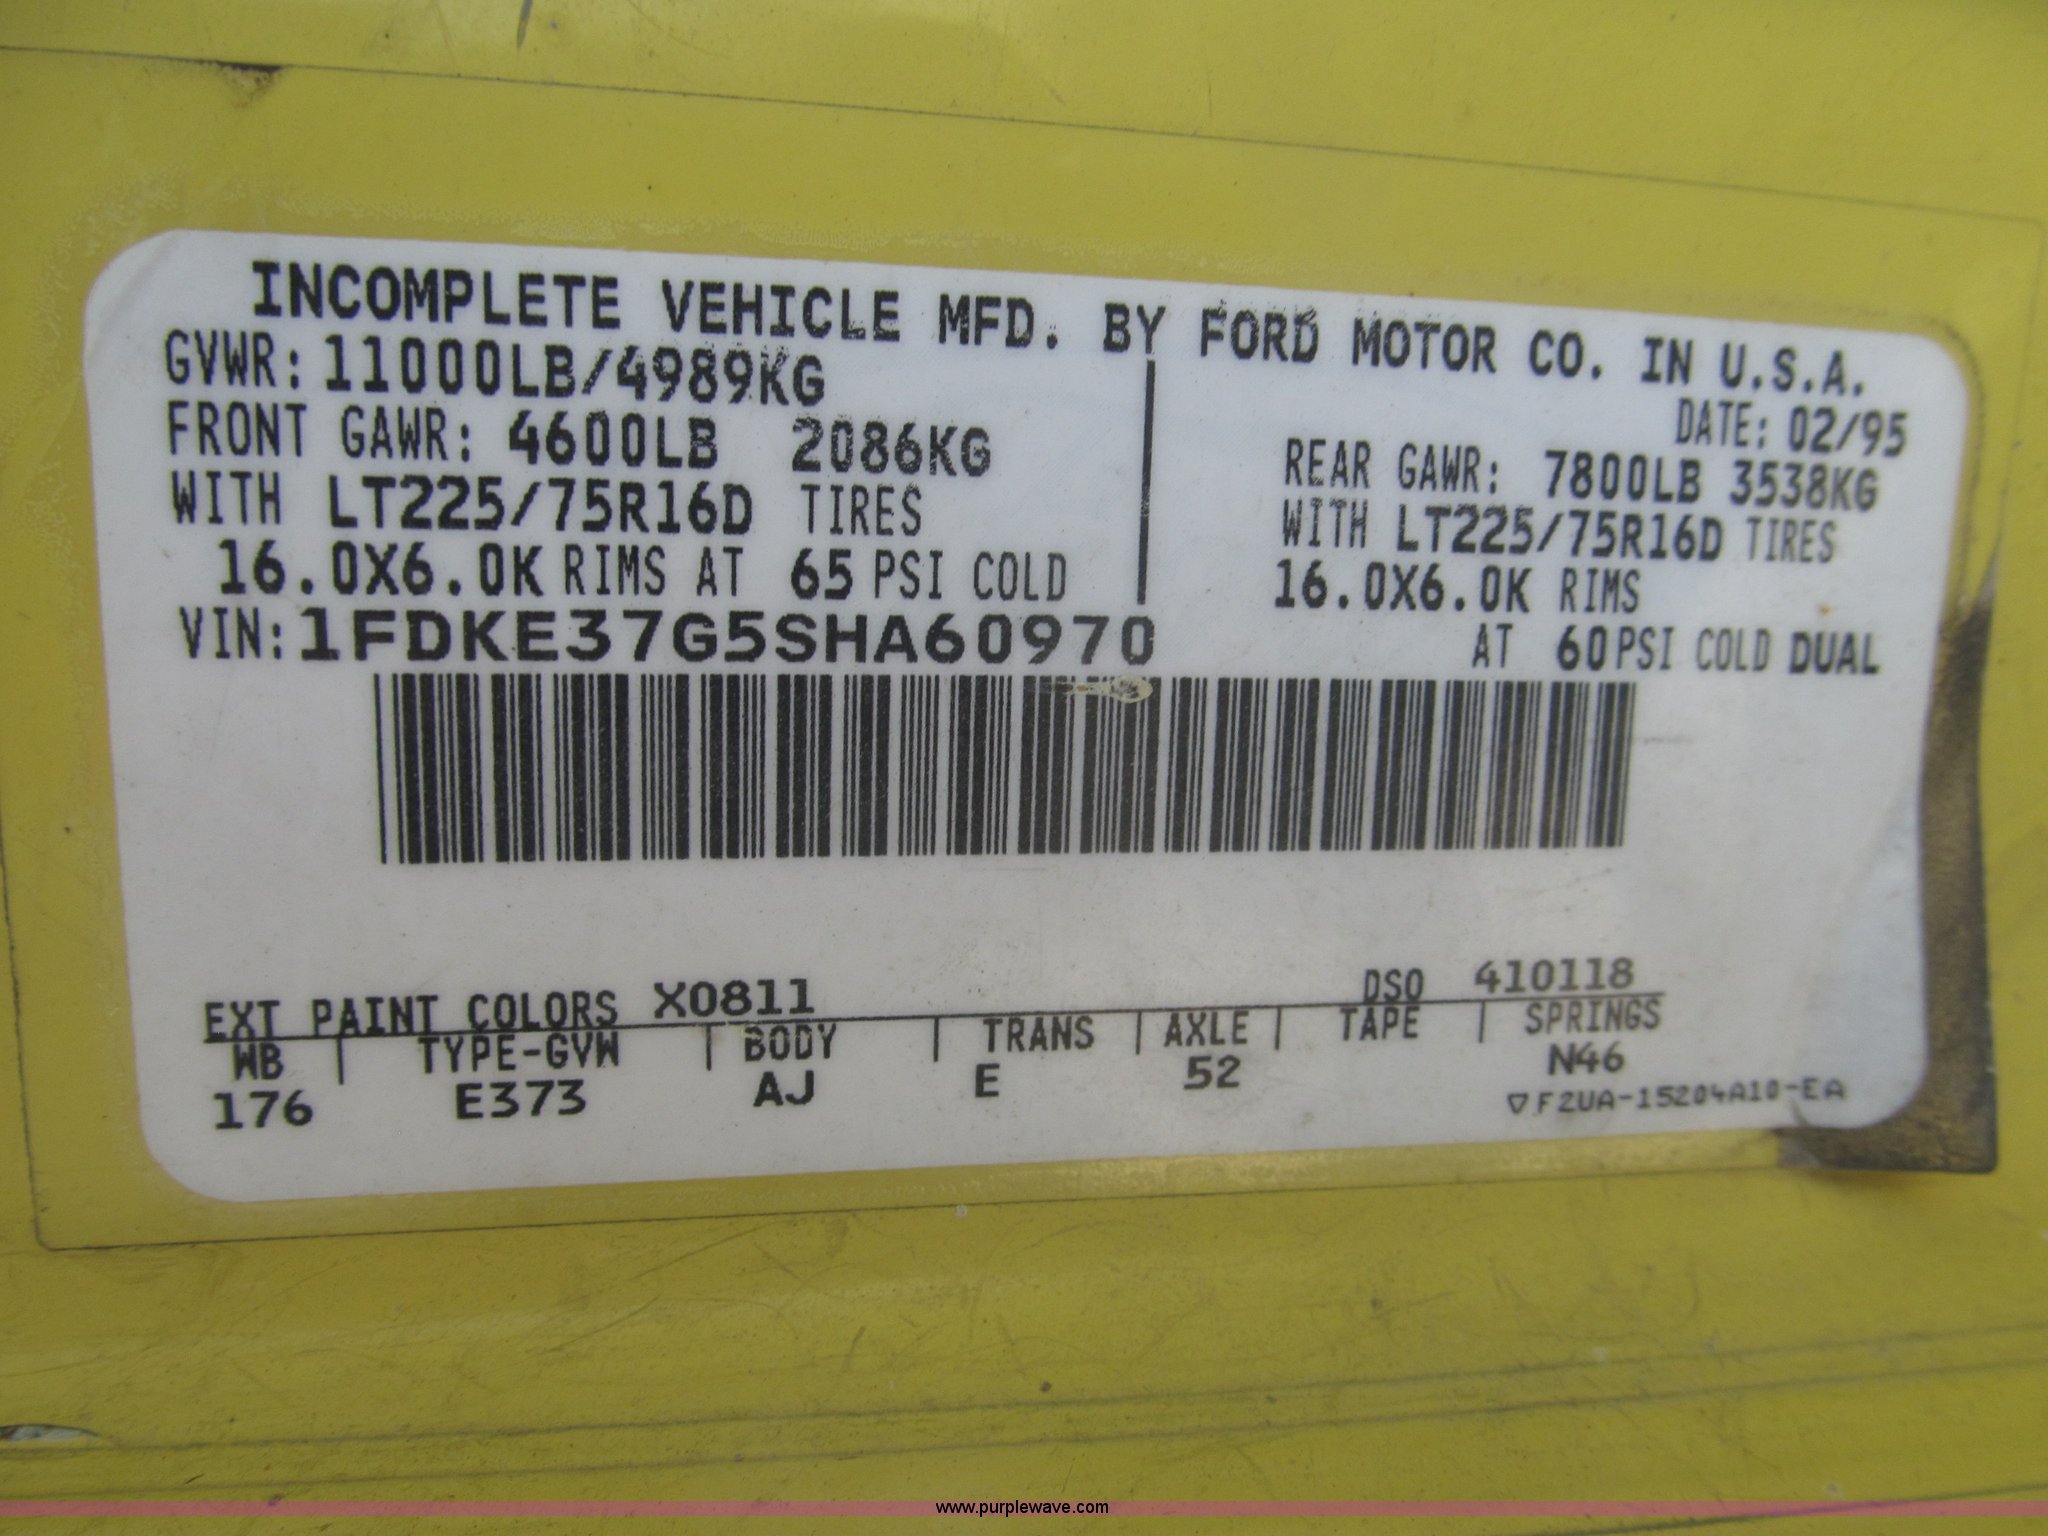 INCOMPLETE VEHICLE MFD. BY FORD MOTOR CO. IN U.S.A.
GVWR: 11000LB/4989KG
DATE: 02/95
FRONT GAWR: 4600LB 2086KG
REAR GAWR: 7800LB 3538KG
WITH LT225/75R16D TIRES
WITH LT225/75R16D TIRES
16.0X6.0K RIMS AT 65 PSI COLD
16.0X6.0K RIMS
AT 60 PSI COLD DUAL
VIN: 1FDKE37G5SHA60970
EXT PAINT COLORS X0811
DSO 410118
WB | TYPE-GVW | BODY | TRANS | AXLE | TAPE | SPRINGS
176 E373 AJ E 52 N46
▽F2UA-15204A10-EA
www.purplewave.com